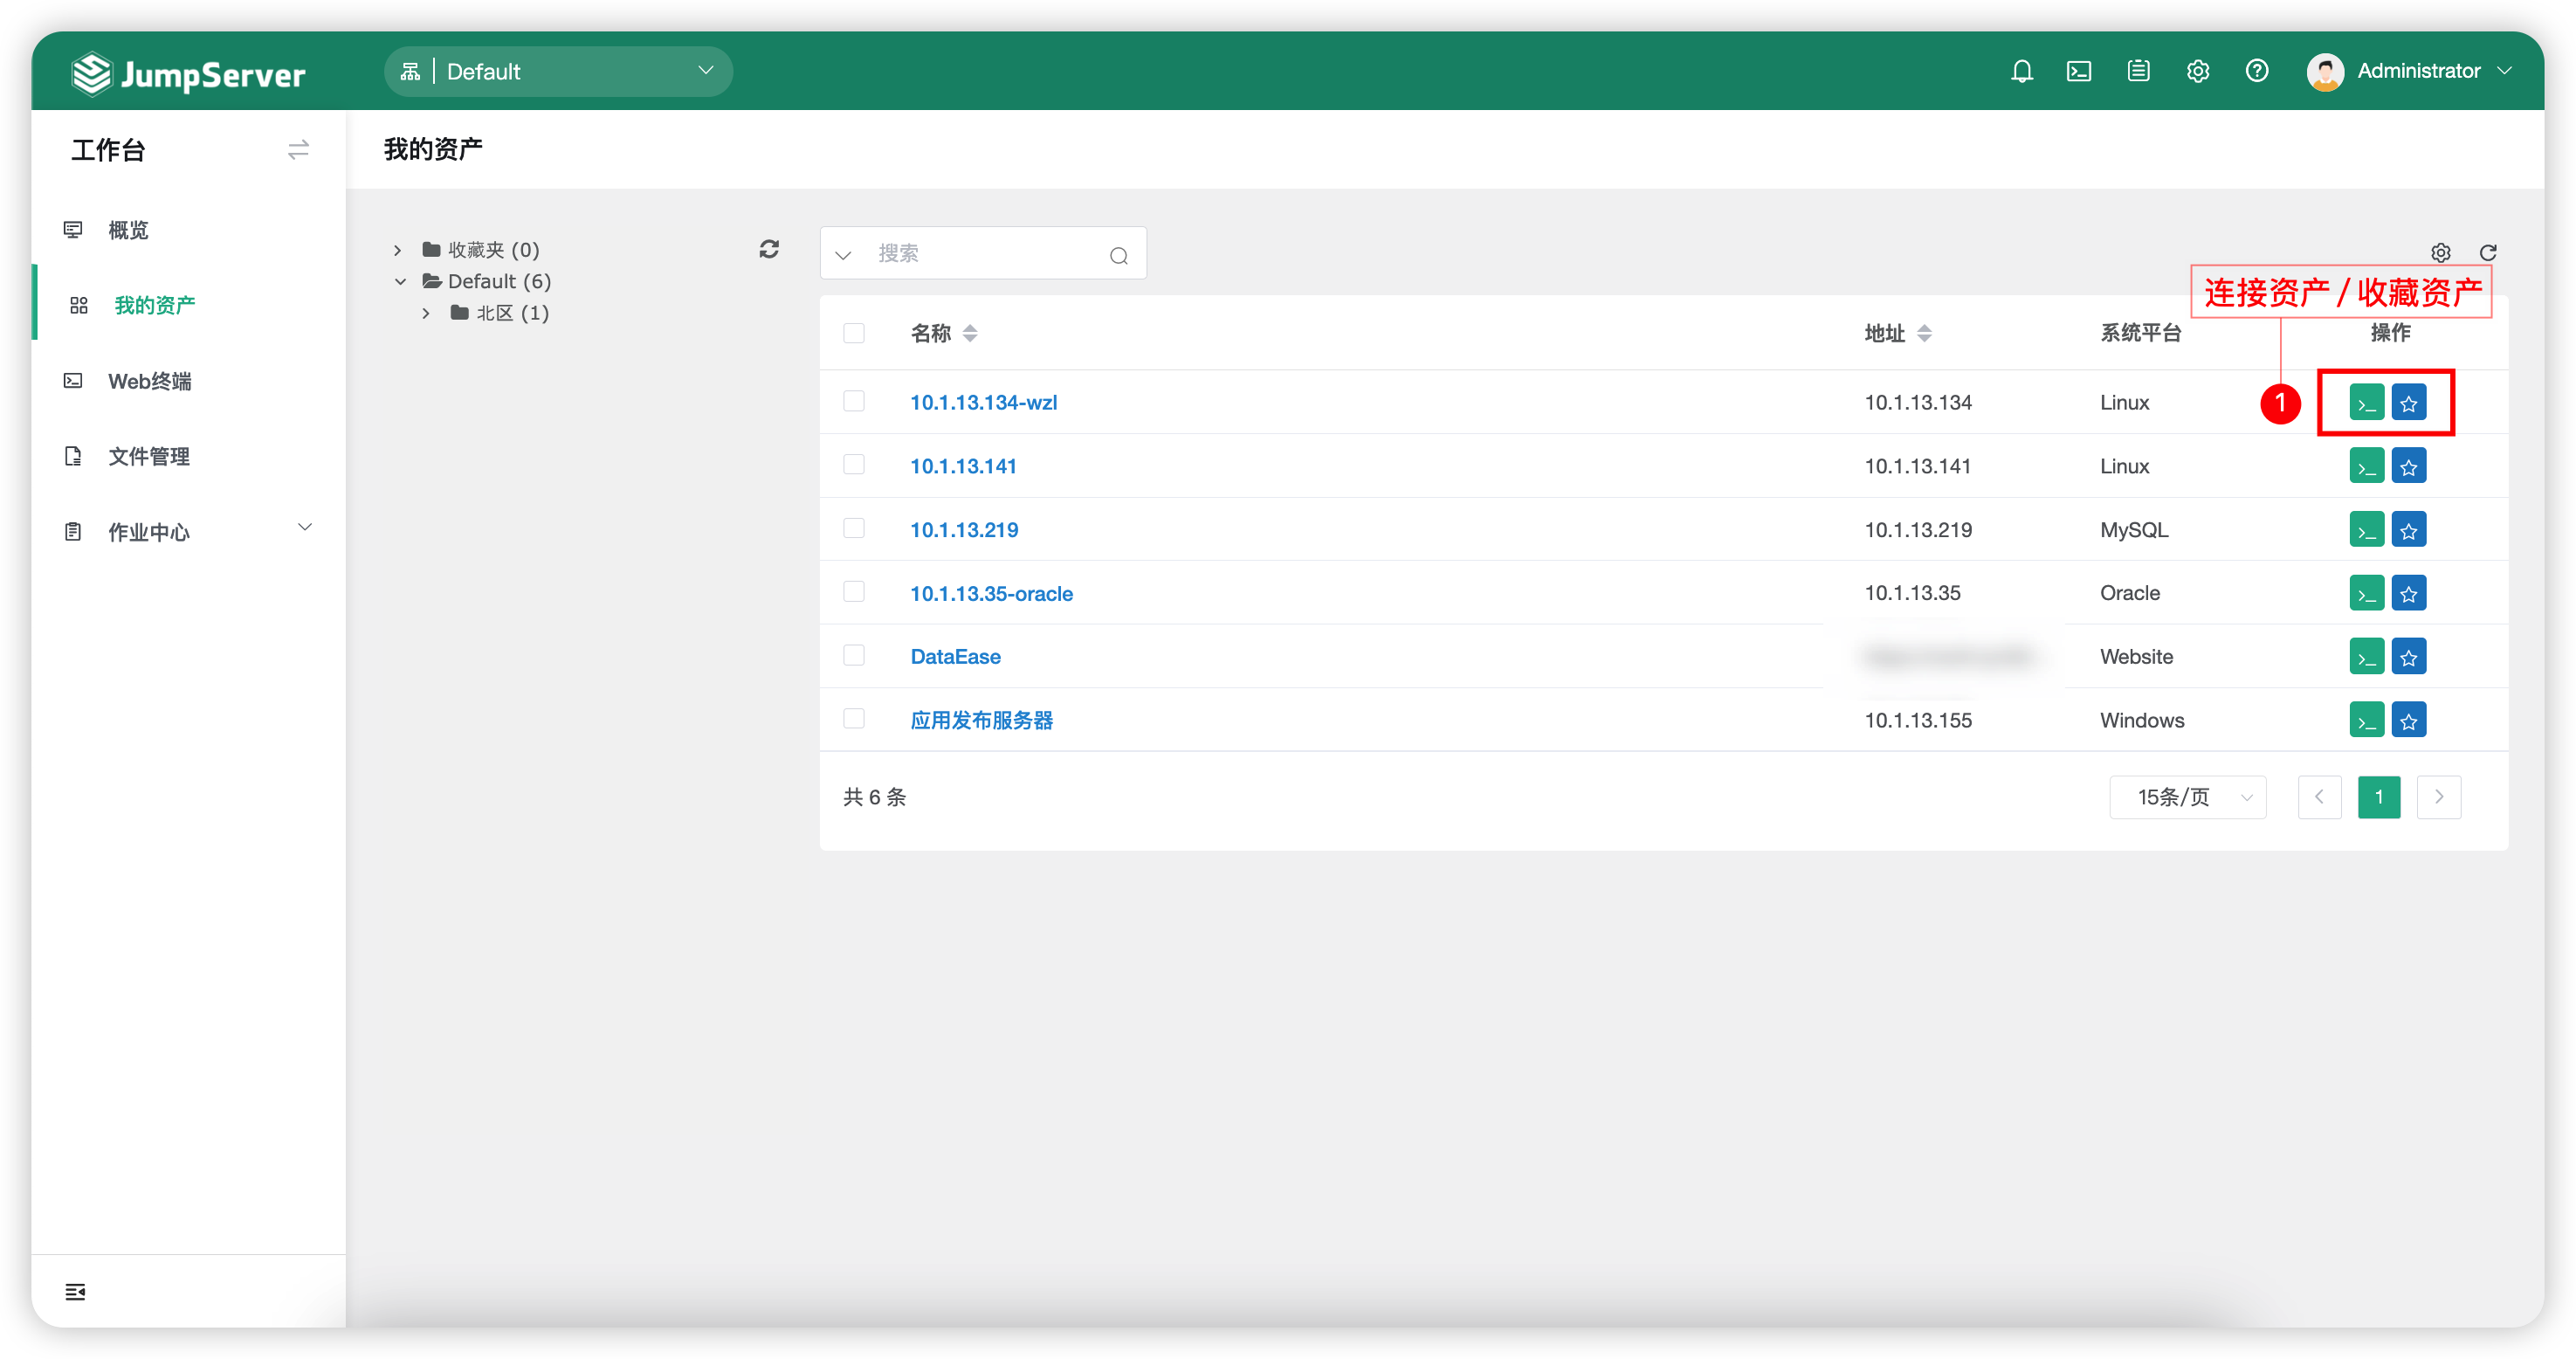 JumpServer
Default
Administrator
工作台
我的资产
概览
我的资产
Web终端
文件管理
作业中心
收藏夹 (0)
Default (6)
北区 (1)
搜索
连接资产 / 收藏资产
名称 地址 系统平台 操作
1
10.1.13.134-wzl 10.1.13.134 Linux
10.1.13.141 10.1.13.141 Linux
10.1.13.219 10.1.13.219 MySQL
10.1.13.35-oracle 10.1.13.35 Oracle
DataEase Website
应用发布服务器 10.1.13.155 Windows
共 6 条 15条/页 1